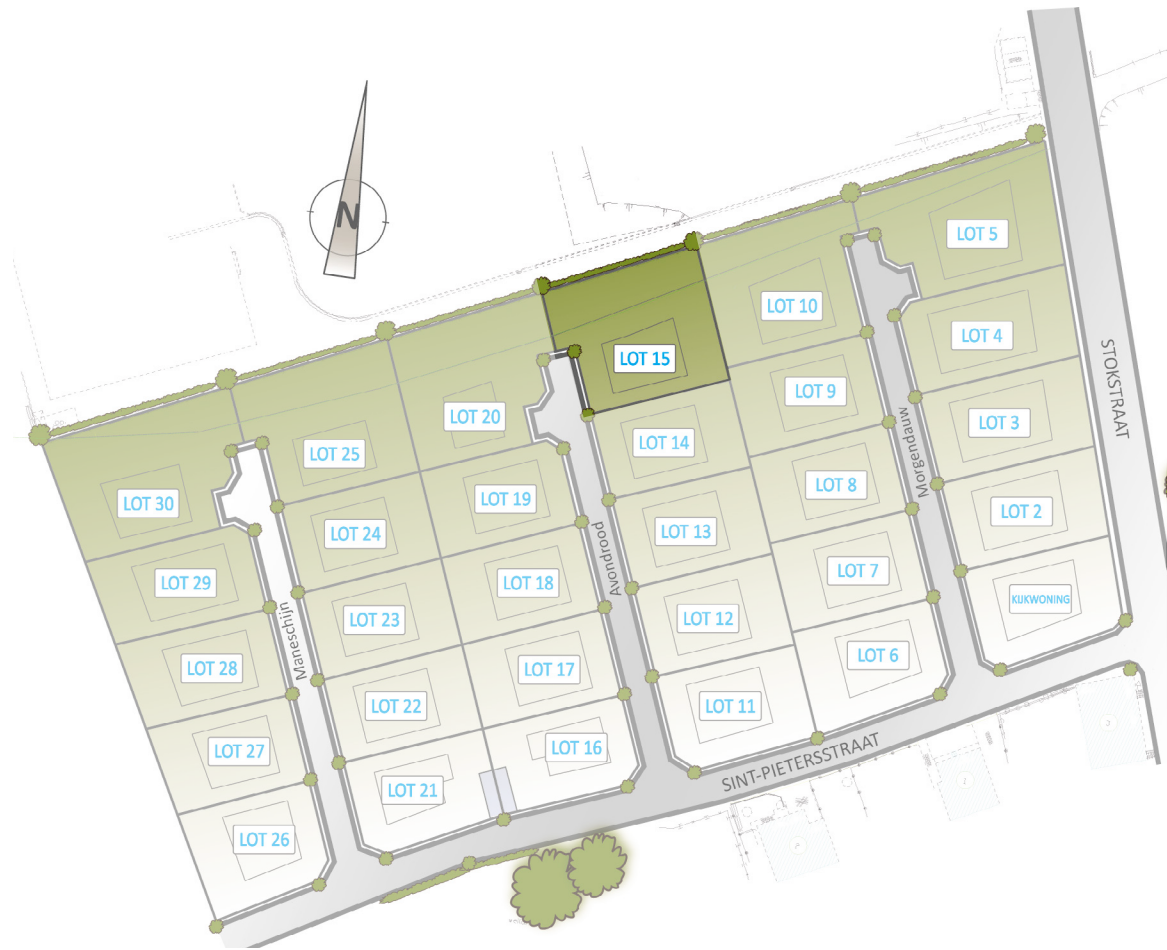 N
LOT 5
LOT 10
LOT 4
STOKSTRAAT
LOT 15
LOT 9
LOT 3
LOT 20
LOT 14
Morgendauw
LOT 25
LOT 8
LOT 2
LOT 30
LOT 19
LOT 13
LOT 24
Avondrood
LOT 7
KIJKWONING
LOT 29
LOT 18
LOT 12
LOT 23
LOT 6
Maneschijn
LOT 28
LOT 17
LOT 11
LOT 22
LOT 16
LOT 27
SINT-PIETERSSTRAAT
LOT 21
LOT 26